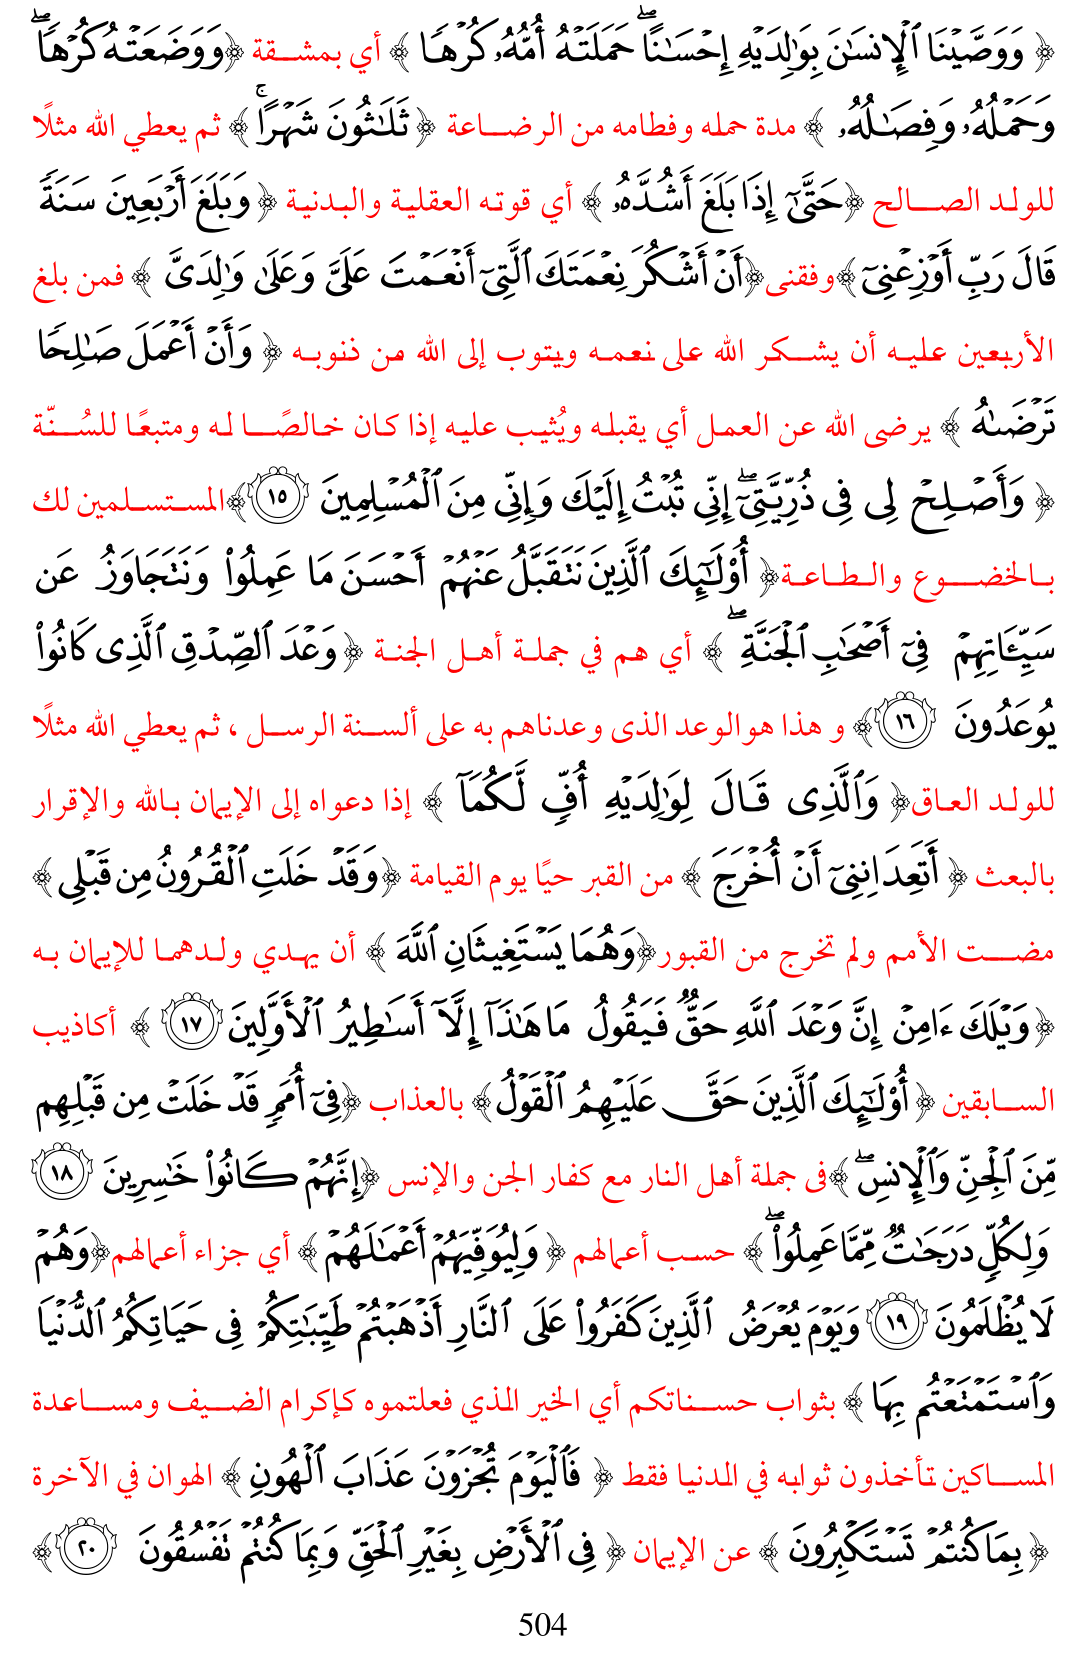 ﴿ وَوَصَّيْنَا ٱلْإِنسَٰنَ بِوَٰلِدَيْهِ إِحْسَٰنًا ۖ حَمَلَتْهُ أُمُّهُۥ كُرْهًا ﴾ أي بمشقة ﴿وَوَضَعَتْهُ كُرْهًا ۖ
وَحَمْلُهُۥ وَفِصَٰلُهُۥ ﴾ مدة حمله وفطامه من الرضاعة ﴿ ثَلَٰثُونَ شَهْرًا ۚ ﴾ ثم يعطي الله مثلًا
للولد الصالح ﴿حَتَّىٰٓ إِذَا بَلَغَ أَشُدَّهُۥ ﴾ أي قوته العقلية والبدنية ﴿ وَبَلَغَ أَرْبَعِينَ سَنَةً
قَالَ رَبِّ أَوْزِعْنِىٓ ﴾وفقنى﴿أَنْ أَشْكُرَ نِعْمَتَكَ ٱلَّتِىٓ أَنْعَمْتَ عَلَىَّ وَعَلَىٰ وَٰلِدَىَّ ﴾ فمن بلغ
الأربعين عليه أن يشكر الله على نعمه ويتوب إلى الله من ذنوبه ﴿ وَأَنْ أَعْمَلَ صَٰلِحًا
تَرْضَىٰهُ ﴾ يرضى الله عن العمل أي يقبله ويُثيب عليه إذا كان خالصًا له ومتبعًا للسُنّة
﴿ وَأَصْلِحْ لِى فِى ذُرِّيَّتِىٓ ۖ إِنِّى تُبْتُ إِلَيْكَ وَإِنِّى مِنَ ٱلْمُسْلِمِينَ ١٥﴾المستسلمين لك
بالخضوع والطاعة﴿ أُو۟لَٰٓئِكَ ٱلَّذِينَ نَتَقَبَّلُ عَنْهُمْ أَحْسَنَ مَا عَمِلُوا۟ وَنَتَجَاوَزُ عَن
سَيِّـَٔاتِهِمْ فِىٓ أَصْحَٰبِ ٱلْجَنَّةِ ۖ ﴾ أي هم في جملة أهل الجنة ﴿ وَعْدَ ٱلصِّدْقِ ٱلَّذِى كَانُوا۟
يُوعَدُونَ ١٦﴾ و هذا هوالوعد الذى وعدناهم به على ألسنة الرسل ، ثم يعطي الله مثلًا
للولد العاق﴿ وَٱلَّذِى قَالَ لِوَٰلِدَيْهِ أُفٍّ لَّكُمَآ ﴾ إذا دعواه إلى الإيمان بالله والإقرار
بالبعث ﴿ أَتَعِدَانِنِىٓ أَنْ أُخْرَجَ ﴾ من القبر حيًا يوم القيامة ﴿وَقَدْ خَلَتِ ٱلْقُرُونُ مِن قَبْلِى ﴾
مضت الأمم ولم تخرج من القبور﴿وَهُمَا يَسْتَغِيثَانِ ٱللَّهَ ﴾ أن يهدي ولدهما للإيمان به
﴿ وَيْلَكَ ءَامِنْ إِنَّ وَعْدَ ٱللَّهِ حَقٌّ فَيَقُولُ مَا هَٰذَآ إِلَّآ أَسَٰطِيرُ ٱلْأَوَّلِينَ ١٧ ﴾ أكاذيب
السابقين ﴿ أُو۟لَٰٓئِكَ ٱلَّذِينَ حَقَّ عَلَيْهِمُ ٱلْقَوْلُ﴾ بالعذاب ﴿فِىٓ أُمَمٍ قَدْ خَلَتْ مِن قَبْلِهِم
مِّنَ ٱلْجِنِّ وَٱلْإِنسِ ۖ ﴾فى جملة أهل النار مع كفار الجن والإنس ﴿إِنَّهُمْ كَانُوا۟ خَٰسِرِينَ ١٨
وَلِكُلٍّ دَرَجَٰتٌ مِّمَّا عَمِلُوا۟ ۖ ﴾ حسب أعمالهم ﴿ وَلِيُوَفِّيَهُمْ أَعْمَٰلَهُمْ ﴾ أي جزاء أعمالهم﴿وَهُمْ
لَا يُظْلَمُونَ ١٩ وَيَوْمَ يُعْرَضُ ٱلَّذِينَ كَفَرُوا۟ عَلَى ٱلنَّارِ أَذْهَبْتُمْ طَيِّبَٰتِكُمْ فِى حَيَاتِكُمُ ٱلدُّنْيَا
وَٱسْتَمْتَعْتُم بِهَا ﴾ بثواب حسناتكم أي الخير الذي فعلتموه كإكرام الضيف ومساعدة
المساكين تأخذون ثوابه في الدنيا فقط ﴿ فَٱلْيَوْمَ تُجْزَوْنَ عَذَابَ ٱلْهُونِ ﴾ الهوان في الآخرة
﴿ بِمَا كُنتُمْ تَسْتَكْبِرُونَ ﴾ عن الإيمان ﴿ فِى ٱلْأَرْضِ بِغَيْرِ ٱلْحَقِّ وَبِمَا كُنتُمْ تَفْسُقُونَ ٢٠﴾
504